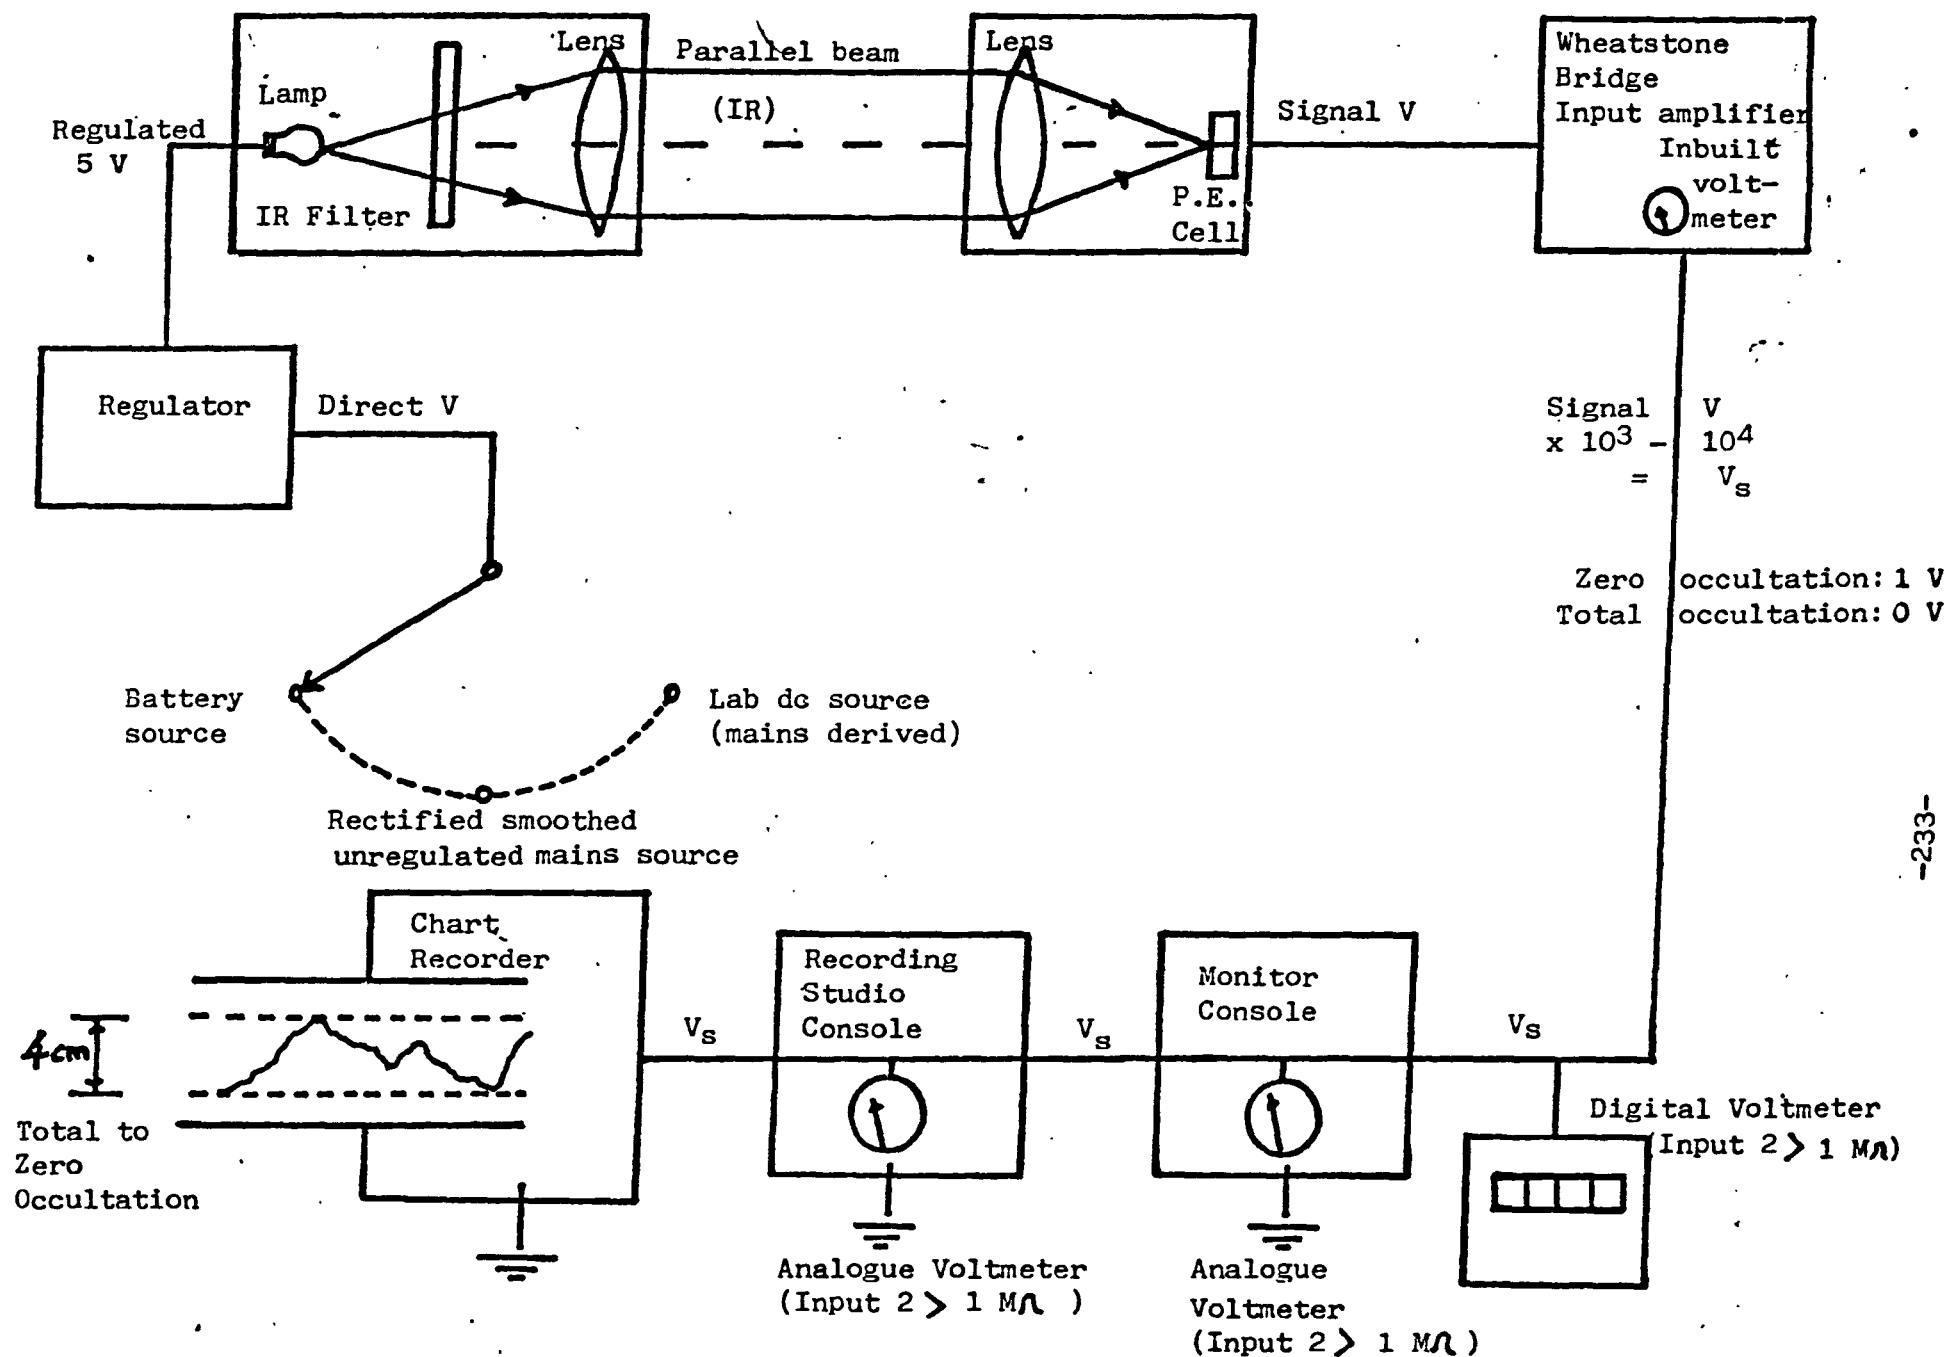 Lamp
Lens
IR Filter
Regulated
5 V
Parallel beam
(IR)
Lens
P.E.
Cell
Signal V
Wheatstone
Bridge
Input amplifier
Inbuilt
volt-
meter
Regulator
Direct V
Signal V
x 10³ - 10⁴
= Vs
Zero occultation: 1 V
Total occultation: 0 V
Battery
source
Lab dc source
(mains derived)
Rectified smoothed
unregulated mains source
-233-
Chart
Recorder
4cm
Total to
Zero
Occultation
Vs
Recording
Studio
Console
Analogue Voltmeter
(Input 2 > 1 MΩ )
Vs
Monitor
Console
Analogue
Voltmeter
(Input 2 > 1 MΩ )
Vs
Digital Voltmeter
(Input 2 > 1 MΩ)